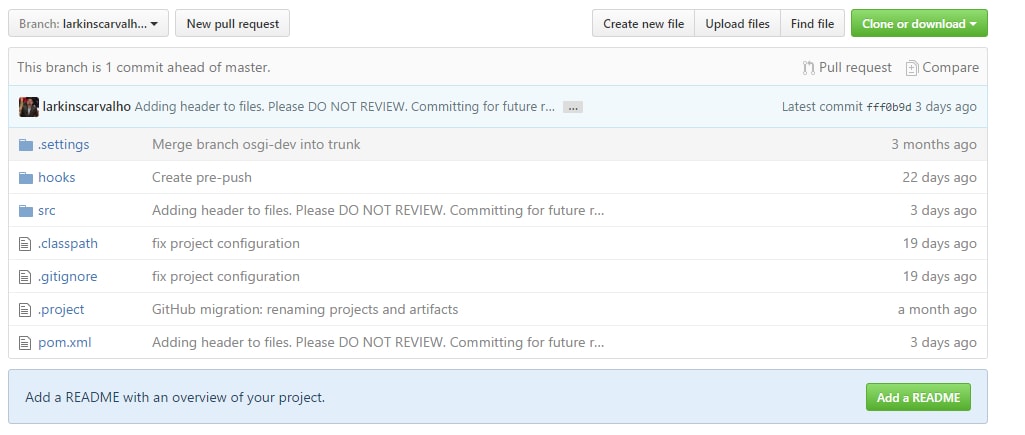 Branch: larkinscarvalh... New pull request Create new file Upload files Find file Clone or download
This branch is 1 commit ahead of master. Pull request Compare
larkinscarvalho Adding header to files. Please DO NOT REVIEW. Committing for future r... ... Latest commit fff0b9d 3 days ago
.settings Merge branch osgi-dev into trunk 3 months ago
hooks Create pre-push 22 days ago
src Adding header to files. Please DO NOT REVIEW. Committing for future r... 3 days ago
.classpath fix project configuration 19 days ago
.gitignore fix project configuration 19 days ago
.project GitHub migration: renaming projects and artifacts a month ago
pom.xml Adding header to files. Please DO NOT REVIEW. Committing for future r... 3 days ago
Add a README with an overview of your project. Add a README